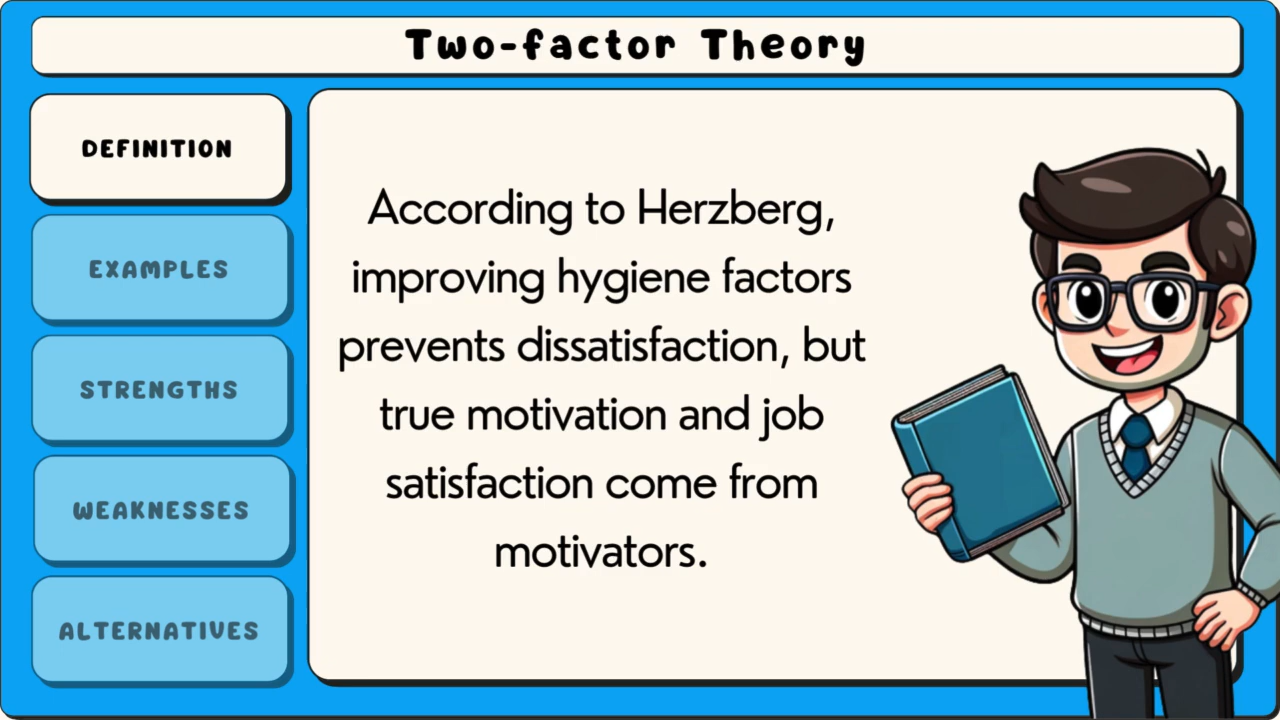 Two-factor Theory
DEFINITION
EXAMPLES
STRENGTHS
WEAKNESSES
ALTERNATIVES
According to Herzberg,
improving hygiene factors
prevents dissatisfaction, but
true motivation and job
satisfaction come from
motivators.